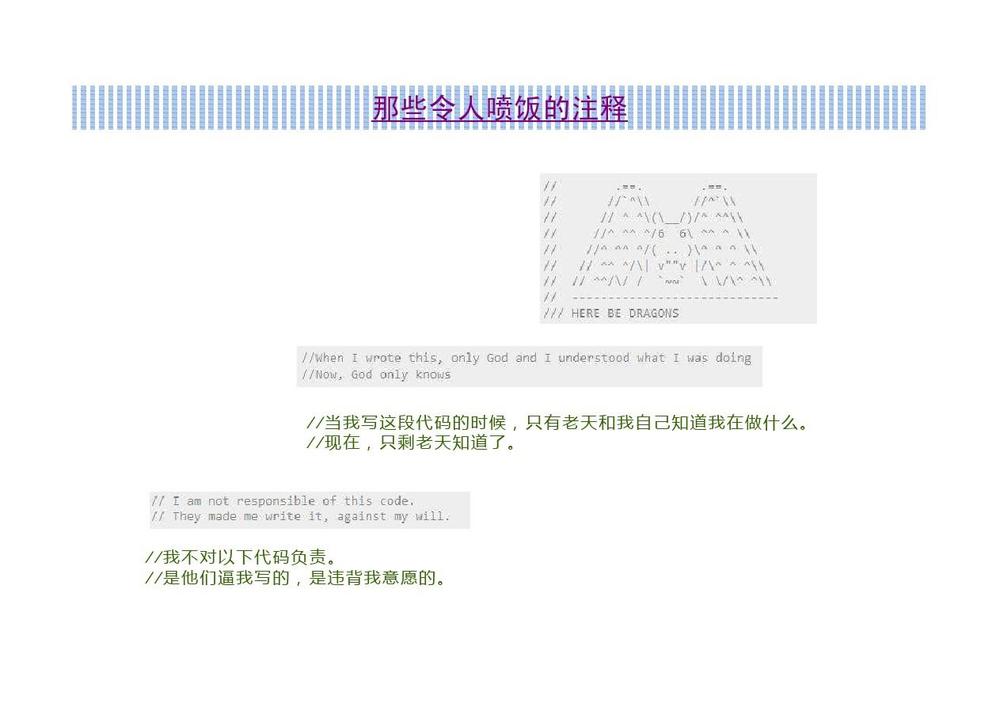 那些令人喷饭的注释
//         .==.        .==.
//        //`^\\      //^`\\
//       // ^ ^\(\__/)/^ ^^\\
//      //^ ^^ ^/6  6\ ^^ ^ \\
//     //^ ^^ ^/( .. )\^ ^ ^ \\
//    // ^^ ^/\| v""v |/\^ ^ ^\\
//   // ^^/\/ /  `~~`  \ \/\^ ^\\
//   -----------------------------
/// HERE BE DRAGONS
//When I wrote this, only God and I understood what I was doing
//Now, God only knows
//当我写这段代码的时候，只有老天和我自己知道我在做什么。
//现在，只剩老天知道了。
// I am not responsible of this code.
// They made me write it, against my will.
//我不对以下代码负责。
//是他们逼我写的，是违背我意愿的。